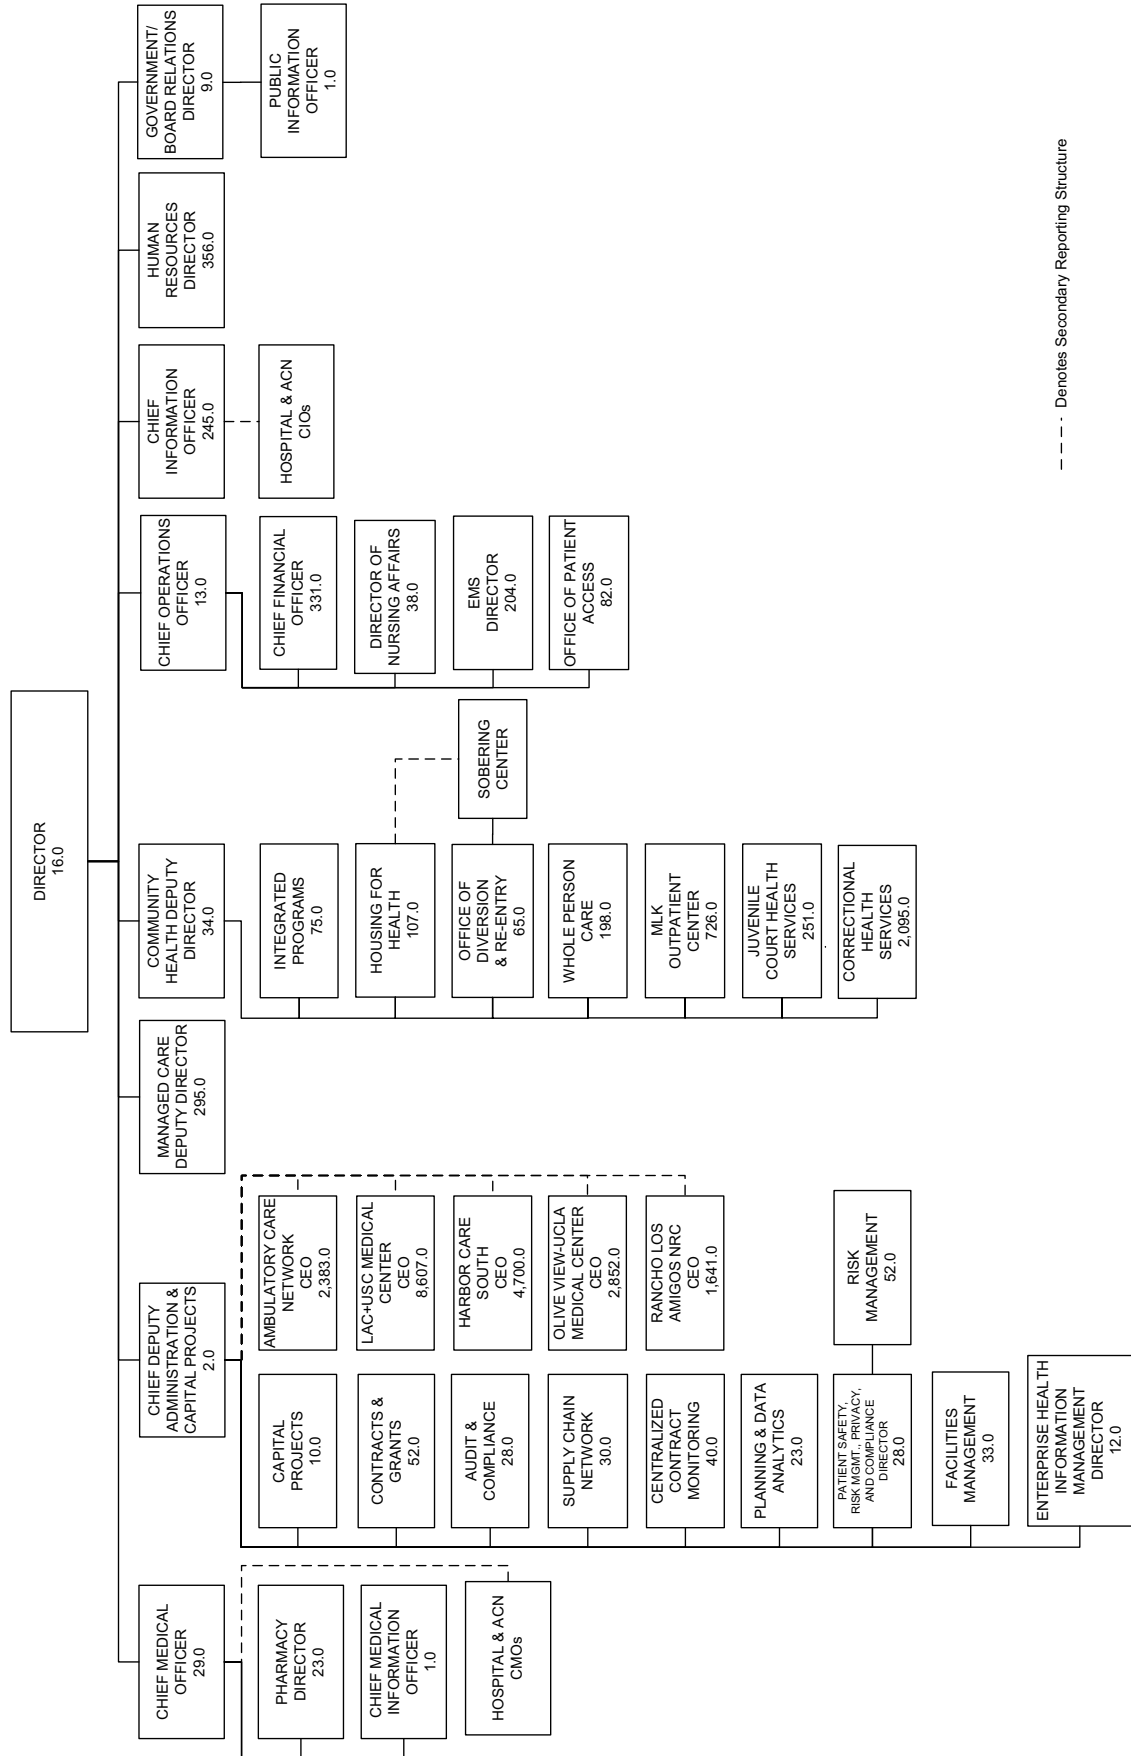 DIRECTOR
16.0
CHIEF MEDICAL
OFFICER
29.0
PHARMACY
DIRECTOR
23.0
CHIEF MEDICAL
INFORMATION
OFFICER
1.0
HOSPITAL & ACN
CMOs
CHIEF DEPUTY
ADMINISTRATION &
CAPITAL PROJECTS
2.0
CAPITAL
PROJECTS
10.0
CONTRACTS &
GRANTS
52.0
AUDIT &
COMPLIANCE
28.0
SUPPLY CHAIN
NETWORK
30.0
CENTRALIZED
CONTRACT
MONITORING
40.0
PLANNING & DATA
ANALYTICS
23.0
PATIENT SAFETY,
RISK MGMT., PRIVACY,
AND COMPLIANCE
DIRECTOR
28.0
RISK
MANAGEMENT
52.0
FACILITIES
MANAGEMENT
33.0
ENTERPRISE HEALTH
INFORMATION
MANAGEMENT
DIRECTOR
12.0
AMBULATORY CARE
NETWORK
CEO
2,383.0
LAC+USC MEDICAL
CENTER
CEO
8,607.0
HARBOR CARE
SOUTH
CEO
4,700.0
OLIVE VIEW-UCLA
MEDICAL CENTER
CEO
2,852.0
RANCHO LOS
AMIGOS NRC
CEO
1,641.0
MANAGED CARE
DEPUTY DIRECTOR
295.0
COMMUNITY
HEALTH DEPUTY
DIRECTOR
34.0
INTEGRATED
PROGRAMS
75.0
HOUSING FOR
HEALTH
107.0
OFFICE OF
DIVERSION
& RE-ENTRY
65.0
SOBERING
CENTER
WHOLE PERSON
CARE
198.0
MLK
OUTPATIENT
CENTER
726.0
JUVENILE
COURT HEALTH
SERVICES
251.0
CORRECTIONAL
HEALTH
SERVICES
2,095.0
CHIEF OPERATIONS
OFFICER
13.0
CHIEF FINANCIAL
OFFICER
331.0
DIRECTOR OF
NURSING AFFAIRS
38.0
EMS
DIRECTOR
204.0
OFFICE OF PATIENT
ACCESS
82.0
CHIEF
INFORMATION
OFFICER
245.0
HOSPITAL & ACN
CIOs
HUMAN
RESOURCES
DIRECTOR
356.0
GOVERNMENT/
BOARD RELATIONS
DIRECTOR
9.0
PUBLIC
INFORMATION
OFFICER
1.0
---- Denotes Secondary Reporting Structure